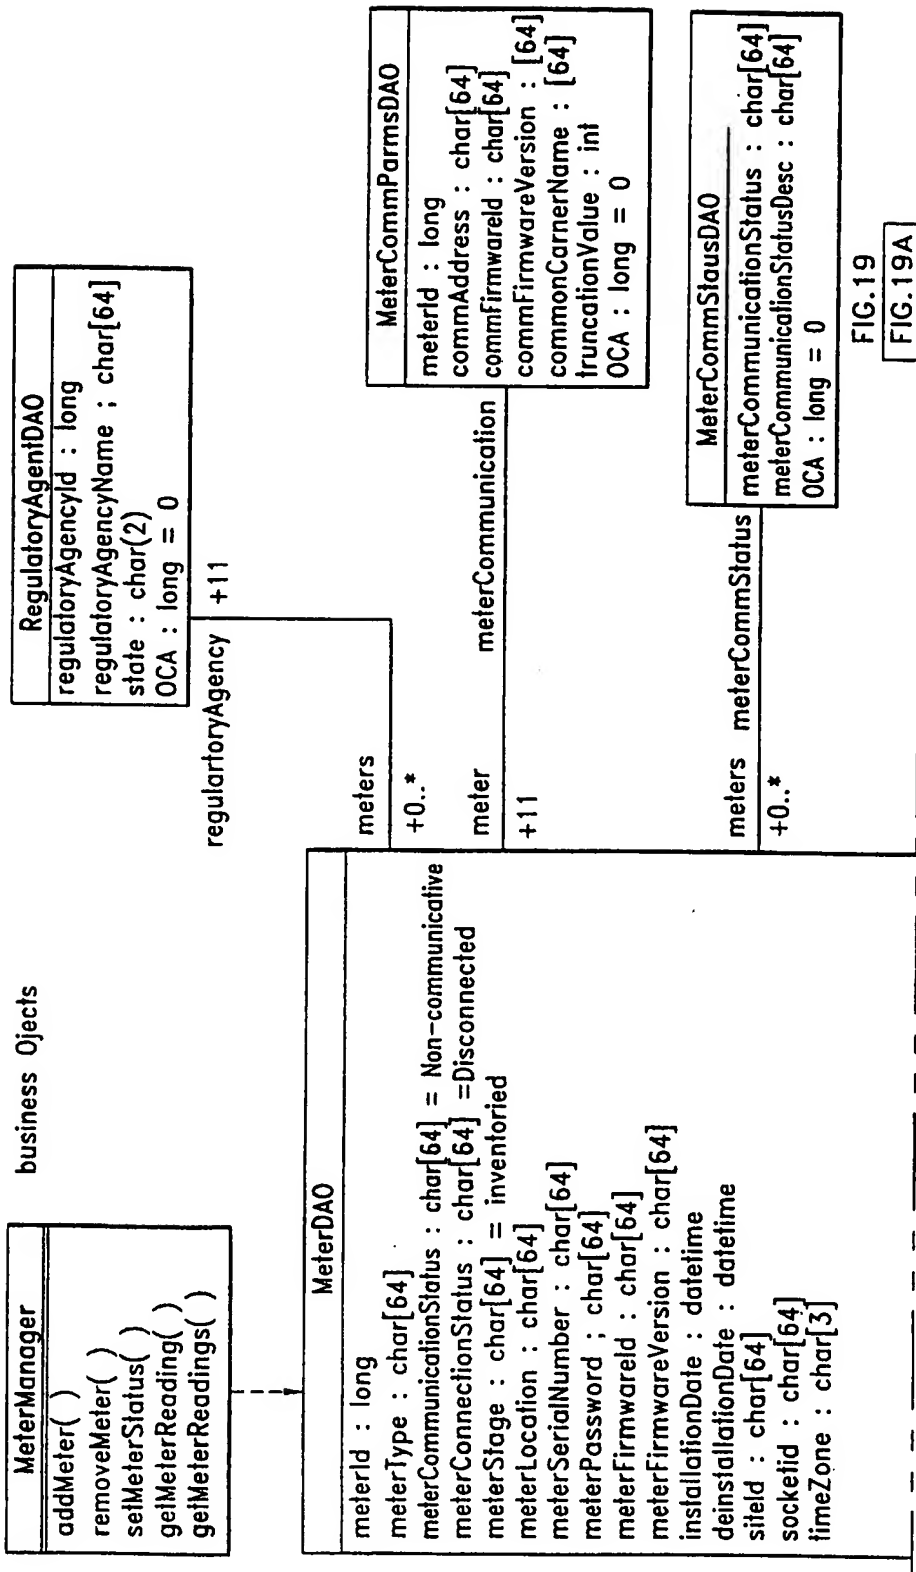 business Ojects
MeterManager
addMeter( )
removeMeter( )
setMeterStatus( )
getMeterReading( )
getMeterReadings( )
MeterDAO
meterId : long
meterType : char[64]
meterCommunicationStatus : char[64] = Non-communicative
meterConnectionStatus : char[64] =Disconnected
meterStage : char[64] = inventoried
meterLocation : char[64]
meterSerialNumber : char[64]
meterPassword ; char[64]
meterFirmwareId : char[64]
meterFirmwareVersion : char[64]
installationDate : datetime
deinstallationDate : datetime
siteId : char[64]
socketid : char[64]
timeZone : char[3]
RegulatoryAgentDAO
regulatoryAgencyId : long
regulatoryAgencyName ; char[64]
state : char(2)
OCA : long = 0
regulartoryAgency
+11
meters
+0..*
MeterCommParmsDAO
meterId : long
commAddress : char[64]
commFirmwareId : char[64]
commFirmwareVersion : [64]
commonCarnerName : [64]
truncationValue : int
OCA : long = 0
meter
meterCommunication
+11
MeterCommStausDAO
meterCommunicationStatus : char[64]
meterCommunicationStatusDesc : char[64]
OCA : long = 0
meters
meterCommStatus
+0..*
FIG.19
FIG.19A